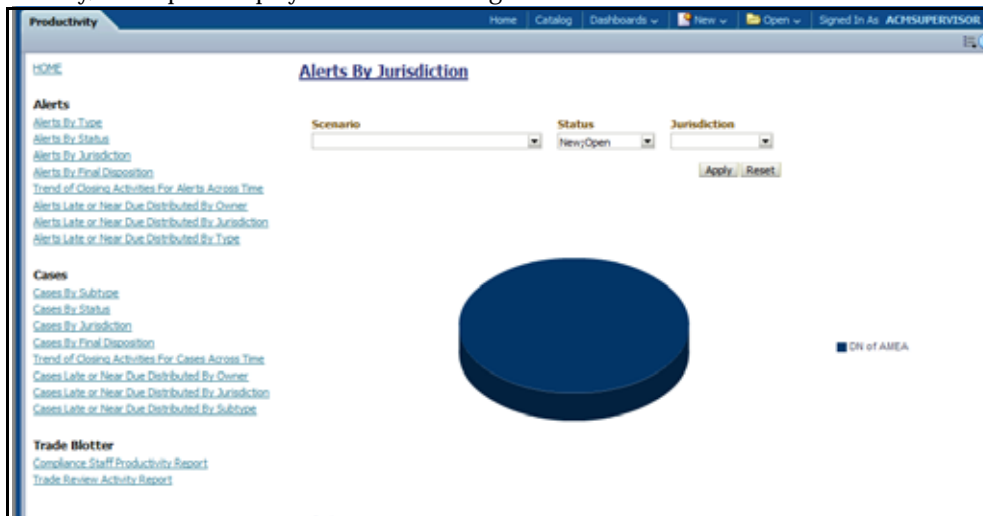 Productivity
Home Catalog Dashboards New Open Signed In As ACMSUPERVISOR
HOME
Alerts By Jurisdiction
Alerts
Alerts By Type
Alerts By Status
Alerts By Jurisdiction
Alerts By Final Disposition
Trend of Closing Activities For Alerts Across Time
Alerts Late or Near Due Distributed By Owner
Alerts Late or Near Due Distributed By Jurisdiction
Alerts Late or Near Due Distributed By Type
Scenario Status Jurisdiction
New;Open
Apply Reset
Cases
Cases By Subtype
Cases By Status
Cases By Jurisdiction
Cases By Final Disposition
Trend of Closing Activities For Cases Across Time
Cases Late or Near Due Distributed By Owner
Cases Late or Near Due Distributed By Jurisdiction
Cases Late or Near Due Distributed By Subtype
DN of AMEA
Trade Blotter
Compliance Staff Productivity Report
Trade Review Activity Report